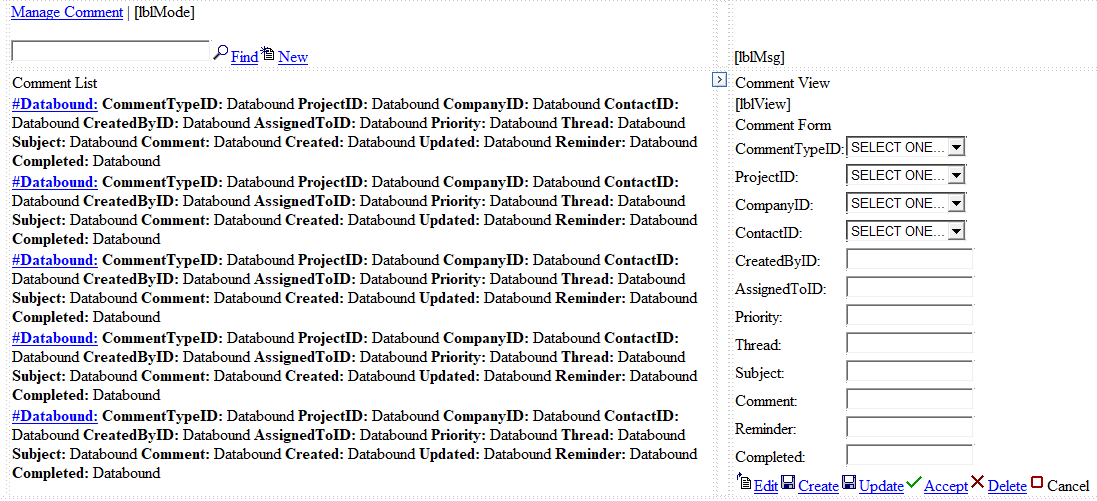 Manage Comment | [lblMode]
Find New
[lblMsg]
Comment List
#Databound: CommentTypeID: Databound ProjectID: Databound CompanyID: Databound ContactID:
Databound CreatedByID: Databound AssignedToID: Databound Priority: Databound Thread: Databound
Subject: Databound Comment: Databound Created: Databound Updated: Databound Reminder: Databound
Completed: Databound
#Databound: CommentTypeID: Databound ProjectID: Databound CompanyID: Databound ContactID:
Databound CreatedByID: Databound AssignedToID: Databound Priority: Databound Thread: Databound
Subject: Databound Comment: Databound Created: Databound Updated: Databound Reminder: Databound
Completed: Databound
#Databound: CommentTypeID: Databound ProjectID: Databound CompanyID: Databound ContactID:
Databound CreatedByID: Databound AssignedToID: Databound Priority: Databound Thread: Databound
Subject: Databound Comment: Databound Created: Databound Updated: Databound Reminder: Databound
Completed: Databound
#Databound: CommentTypeID: Databound ProjectID: Databound CompanyID: Databound ContactID:
Databound CreatedByID: Databound AssignedToID: Databound Priority: Databound Thread: Databound
Subject: Databound Comment: Databound Created: Databound Updated: Databound Reminder: Databound
Completed: Databound
#Databound: CommentTypeID: Databound ProjectID: Databound CompanyID: Databound ContactID:
Databound CreatedByID: Databound AssignedToID: Databound Priority: Databound Thread: Databound
Subject: Databound Comment: Databound Created: Databound Updated: Databound Reminder: Databound
Completed: Databound
Comment View
[lblView]
Comment Form
CommentTypeID: SELECT ONE...
ProjectID: SELECT ONE...
CompanyID: SELECT ONE...
ContactID: SELECT ONE...
CreatedByID:
AssignedToID:
Priority:
Thread:
Subject:
Comment:
Reminder:
Completed:
Edit Create Update Accept Delete Cancel